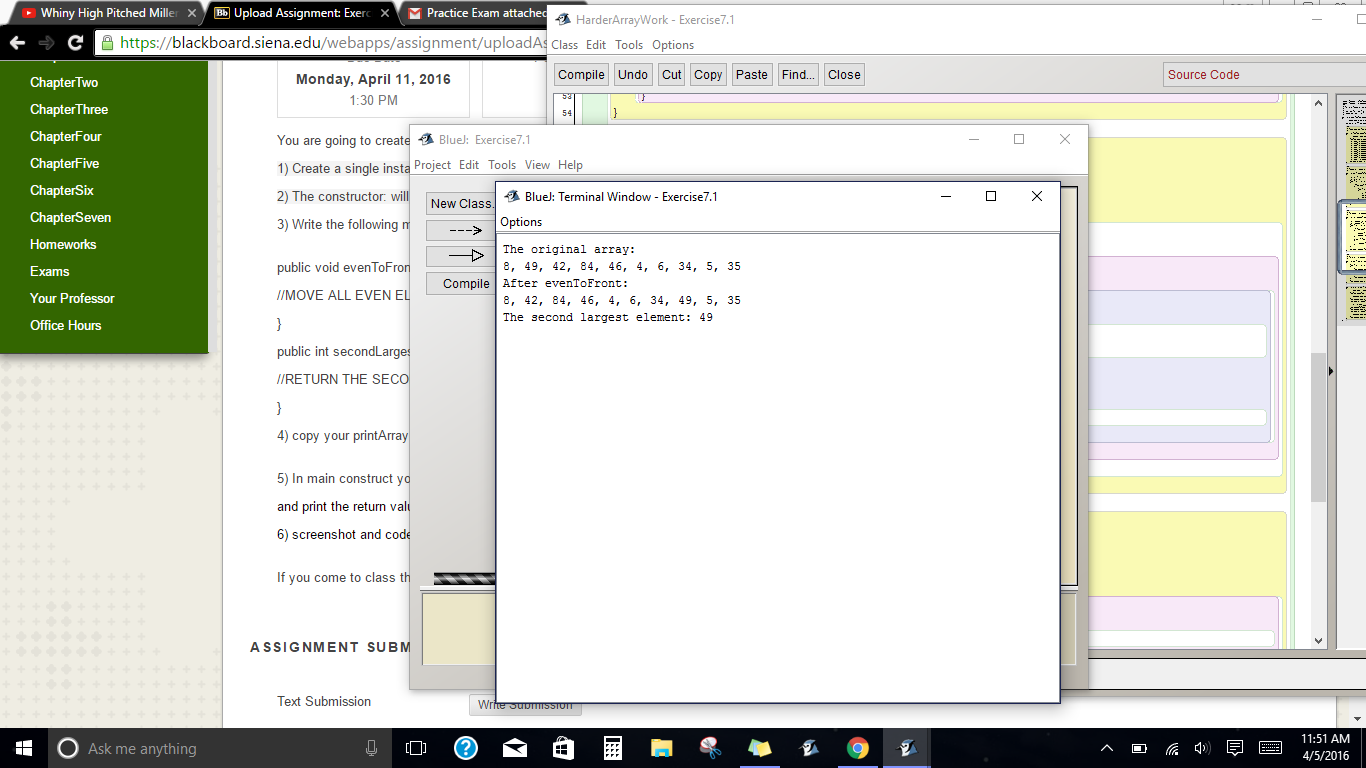 Whiny High Pitched Miller
Upload Assignment: Exerc
Practice Exam attached
https://blackboard.siena.edu/webapps/assignment/uploadAs
HarderArrayWork - Exercise7.1
Class Edit Tools Options
Compile Undo Cut Copy Paste Find... Close
Source Code
53 }
54 }
ChapterTwo
ChapterThree
ChapterFour
ChapterFive
ChapterSix
ChapterSeven
Homeworks
Exams
Your Professor
Office Hours
Monday, April 11, 2016
1:30 PM
You are going to create
1) Create a single insta
2) The constructor: will
3) Write the following m
public void evenToFron
//MOVE ALL EVEN EL
}
public int secondLarges
//RETURN THE SECO
}
4) copy your printArray
5) In main construct yo
and print the return valu
6) screenshot and code
If you come to class th
ASSIGNMENT SUBM
Text Submission
Write Submission
BlueJ: Exercise7.1
Project Edit Tools View Help
New Class.
Compile
BlueJ: Terminal Window - Exercise7.1
Options
The original array:
8, 49, 42, 84, 46, 4, 6, 34, 5, 35
After evenToFront:
8, 42, 84, 46, 4, 6, 34, 49, 5, 35
The second largest element: 49
Ask me anything
11:51 AM
4/5/2016